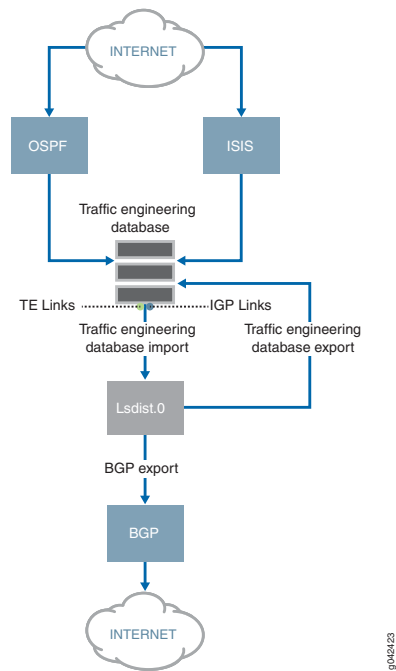 INTERNET
OSPF
ISIS
Traffic engineering
database
TE Links
IGP Links
Traffic engineering
database import
Traffic engineering
database export
Lsdist.0
BGP export
BGP
INTERNET
g042423